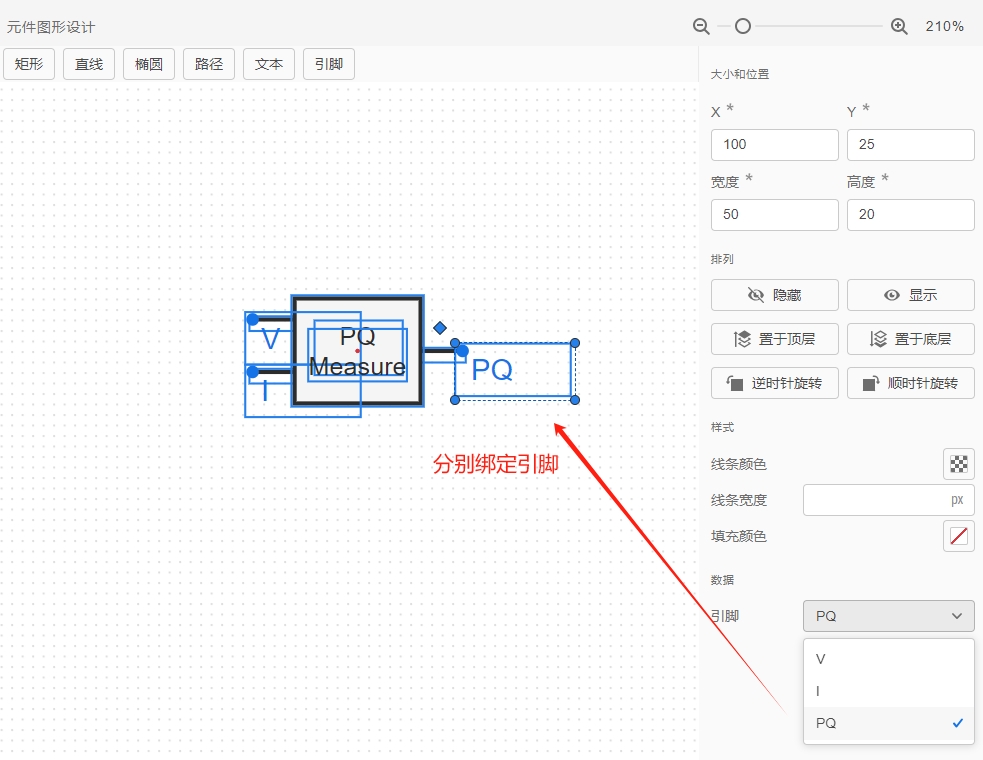 元件图形设计
210%
矩形
直线
椭圆
路径
文本
引脚
大小和位置
X *
Y *
100
25
宽度 *
高度 *
50
20
排列
隐藏
显示
置于顶层
置于底层
逆时针旋转
顺时针旋转
样式
线条颜色
线条宽度
px
填充颜色
数据
引脚
PQ
V
I
PQ
V
I
PQ
Measure
PQ
分别绑定引脚